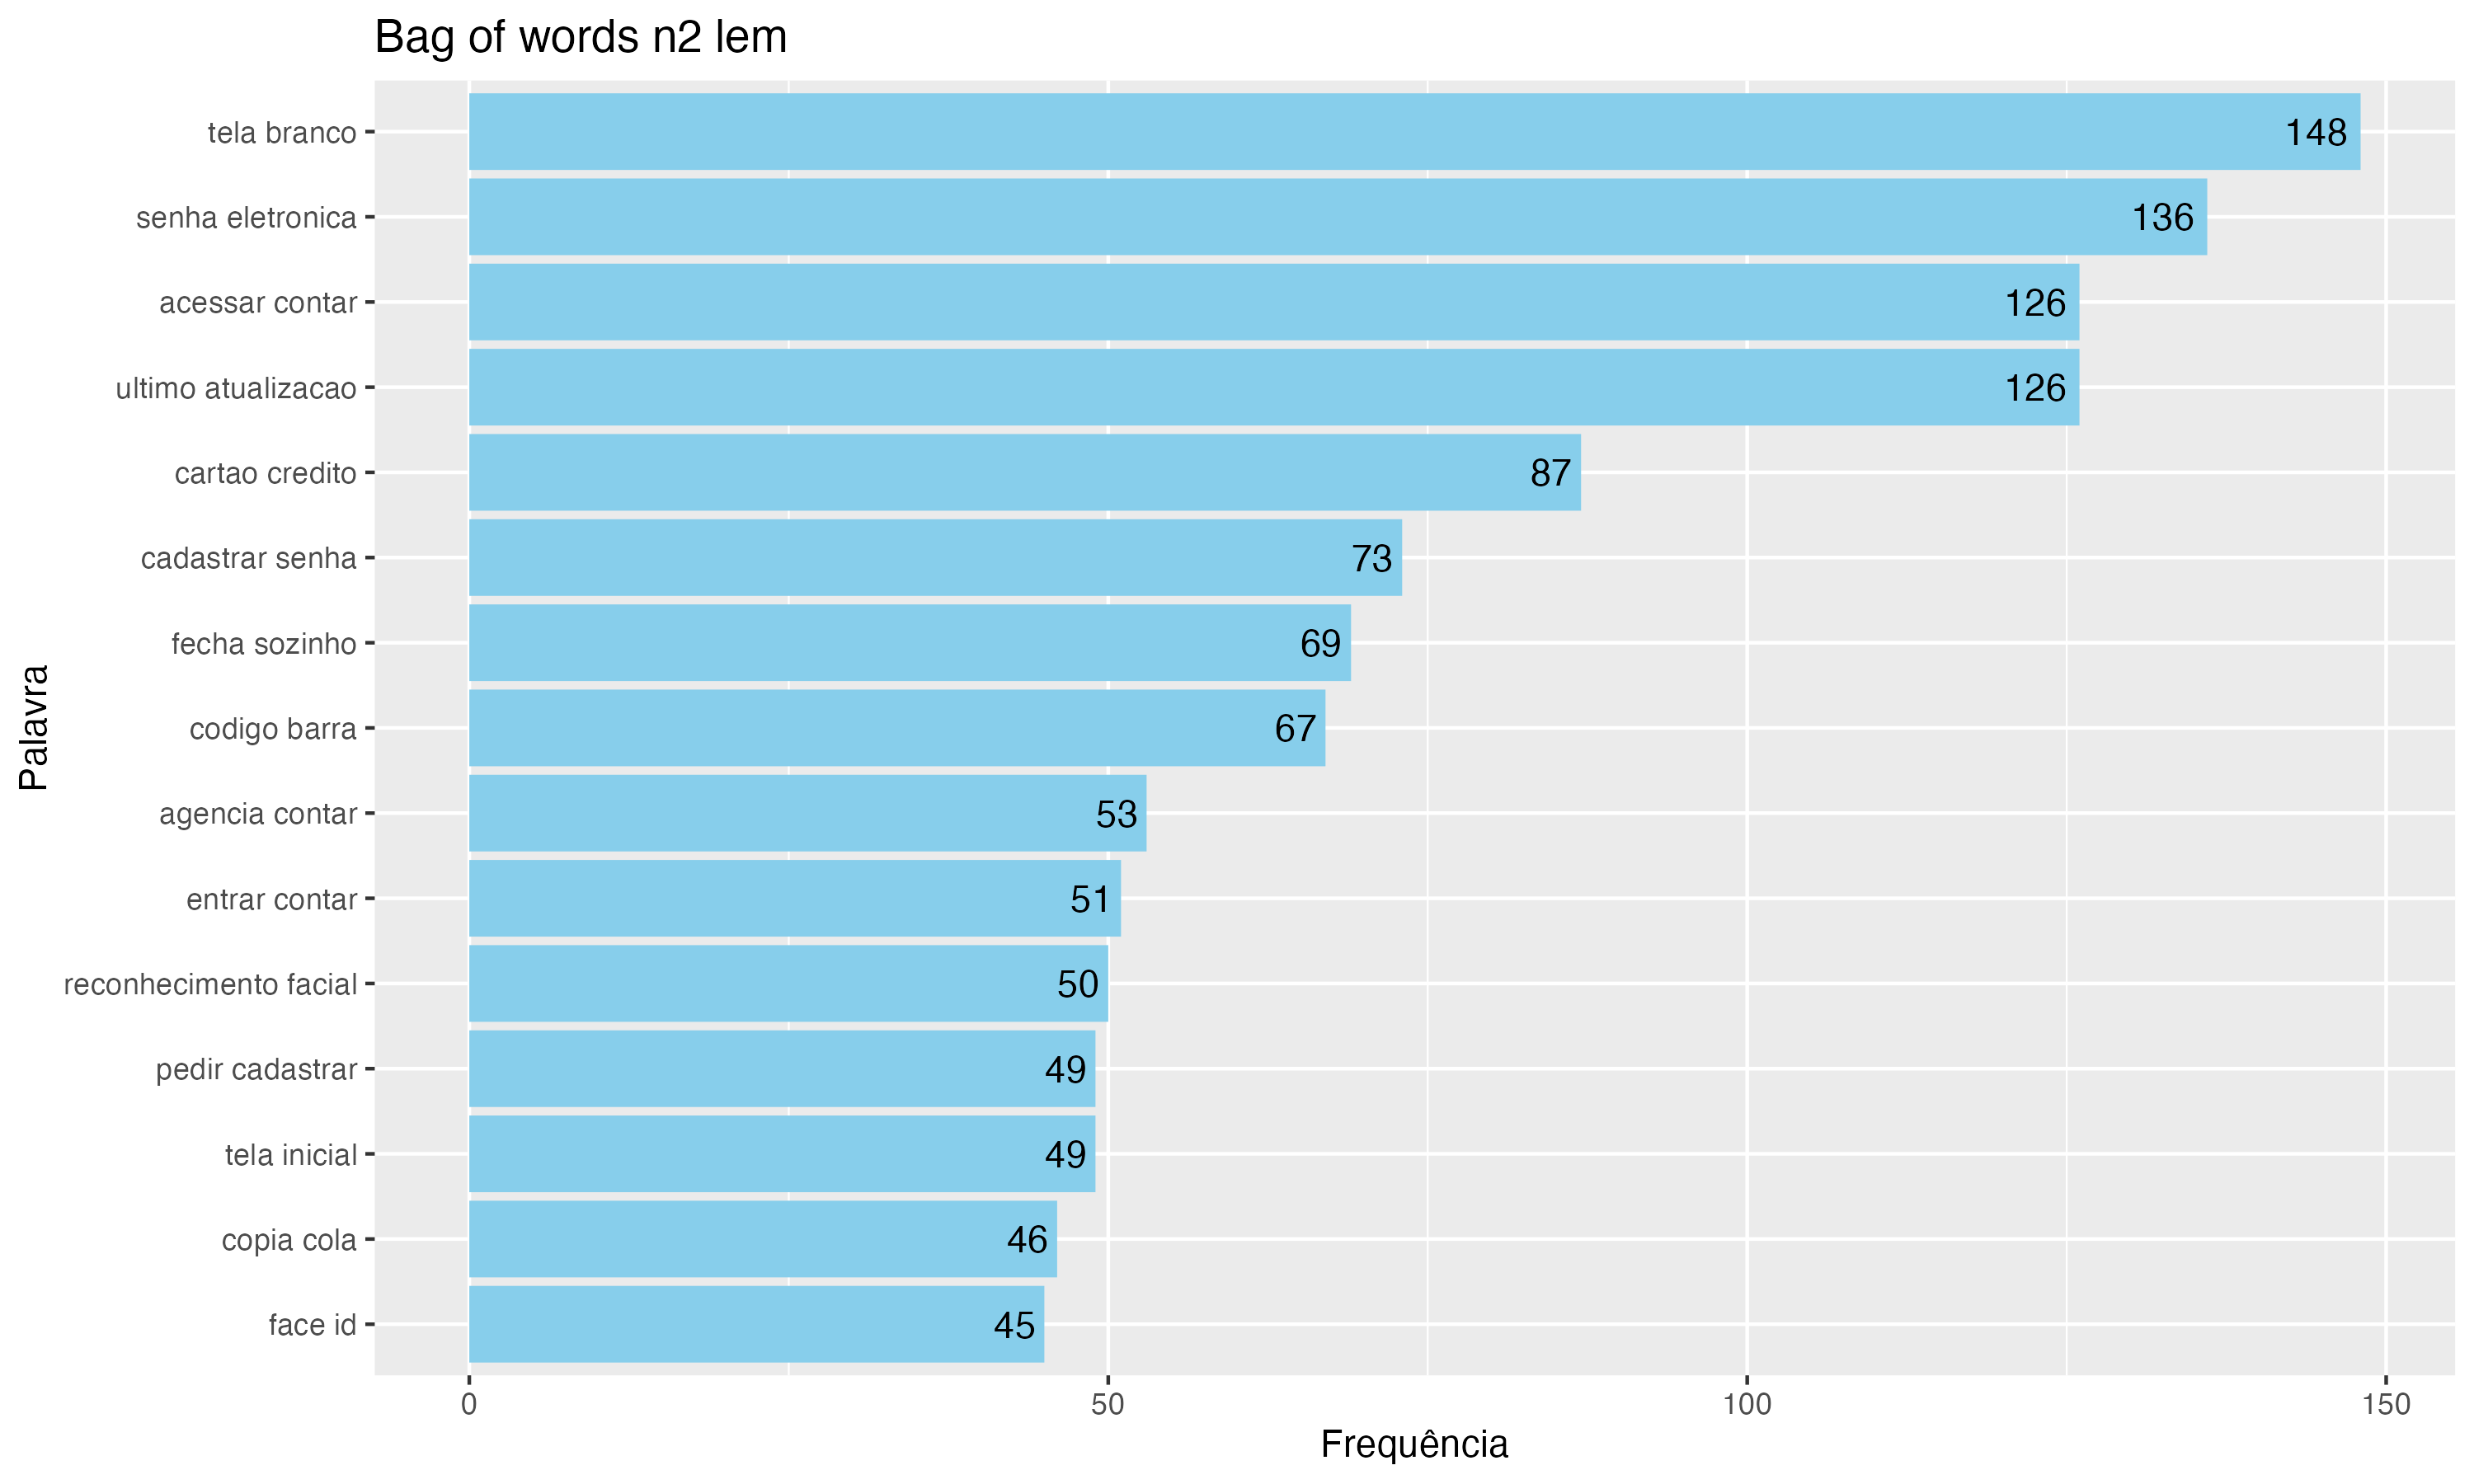 Bag of words n2 lem
tela branco 148
senha eletronica 136
acessar contar 126
ultimo atualizacao 126
cartao credito 87
cadastrar senha 73
fecha sozinho 69
codigo barra 67
agencia contar 53
entrar contar 51
reconhecimento facial 50
pedir cadastrar 49
tela inicial 49
copia cola 46
face id 45
Palavra
0 50 100 150
Frequência